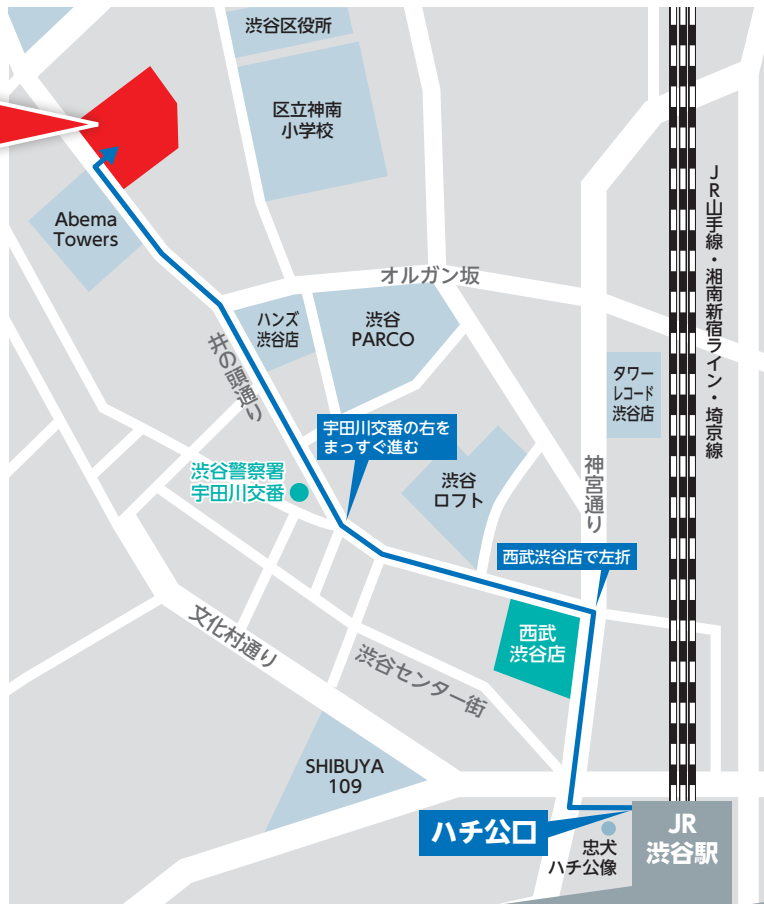 渋谷区役所
区立神南
小学校
Abema
Towers
オルガン坂
ハンズ
渋谷店
渋谷
PARCO
井の頭通り
タワー
レコード
渋谷店
JR山手線・湘南新宿ライン・埼京線
宇田川交番の右を
まっすぐ進む
渋谷警察署
宇田川交番
渋谷
ロフト
神宮通り
西武渋谷店で左折
文化村通り
西武
渋谷店
渋谷センター街
SHIBUYA
109
ハチ公口
忠犬
ハチ公像
JR
渋谷駅